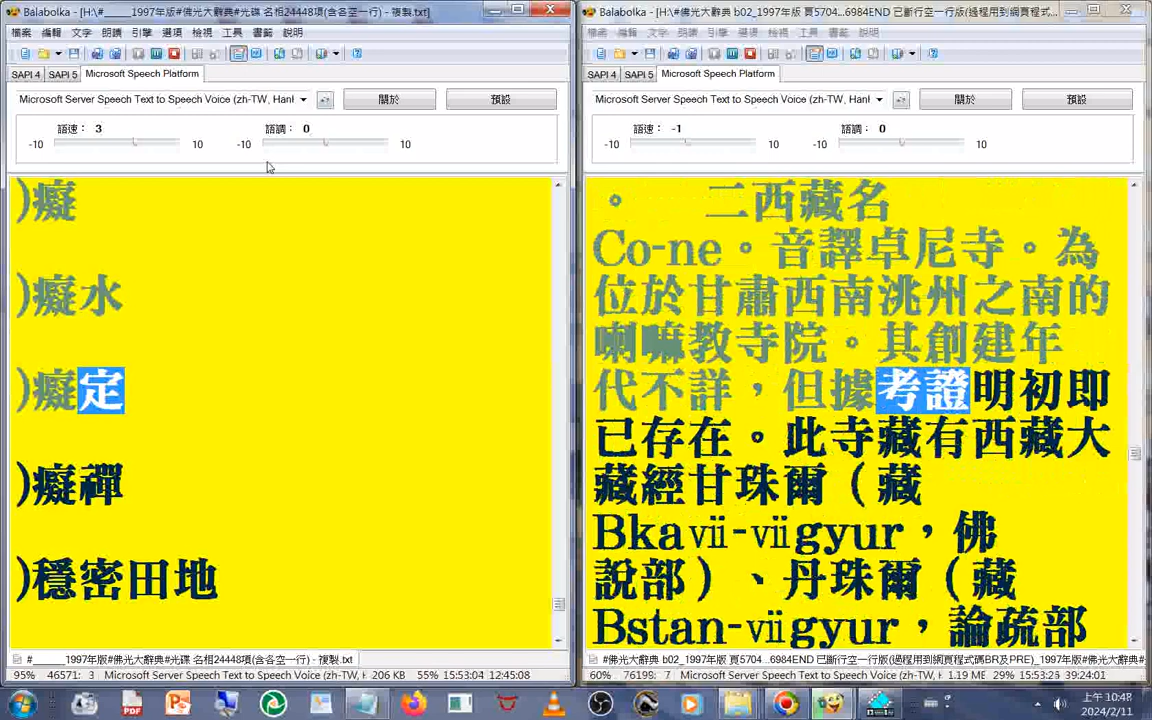 Balabolka - [H:\#_____1997年版#佛光大辭典#光碟 名相24448項(含各空一行) - 複製.txt]
檔案 編輯 文字 朗讀 引擎 選項 檢視 工具 書籤 說明
SAPI 4 SAPI 5 Microsoft Speech Platform
Microsoft Server Speech Text to Speech Voice (zh-TW, Han
關於
預設
語速： 3
語調： 0
-10 10 -10 10
)癡
)癡水
)癡定
)癡禪
)穩密田地
#_____1997年版#佛光大辭典#光碟 名相24448項(含各空一行) - 複製.txt
95% 46571: 3 Microsoft Server Speech Text to Speech Voice (zh-TW, H 206 KB 55% 15:53:04 12:45:08
Balabolka - [H:\#佛光大辭典 b02_1997年版 頁5704...6984END 已斷行空一行版(過程用到網頁程式...
檔案 編輯 文字 朗讀 引擎 選項 檢視 工具 書籤 說明
SAPI 4 SAPI 5 Microsoft Speech Platform
Microsoft Server Speech Text to Speech Voice (zh-TW, Han
關於
預設
語速： -1
語調： 0
-10 10 -10 10
。 二西藏名
Co-ne。音譯卓尼寺。為
位於甘肅西南洮州之南的
喇嘛教寺院。其創建年
代不詳，但據考證明初即
已存在。此寺藏有西藏大
藏經甘珠爾（藏
Bkaⅶ-ⅶgyur，佛
說部）、丹珠爾（藏
Bstan-ⅶgyur，論疏部
#佛光大辭典 b02_1997年版 頁5704...6984END 已斷行空一行版(過程用到網頁程式碼BR及PRE)_1997年版#佛光大辭典#
60% 76198: 7 Microsoft Server Speech Text to Speech Voice (zh-TW, H 1.19 ME 29% 15:53:23 39:24:01
上午 10:48
2024/2/11